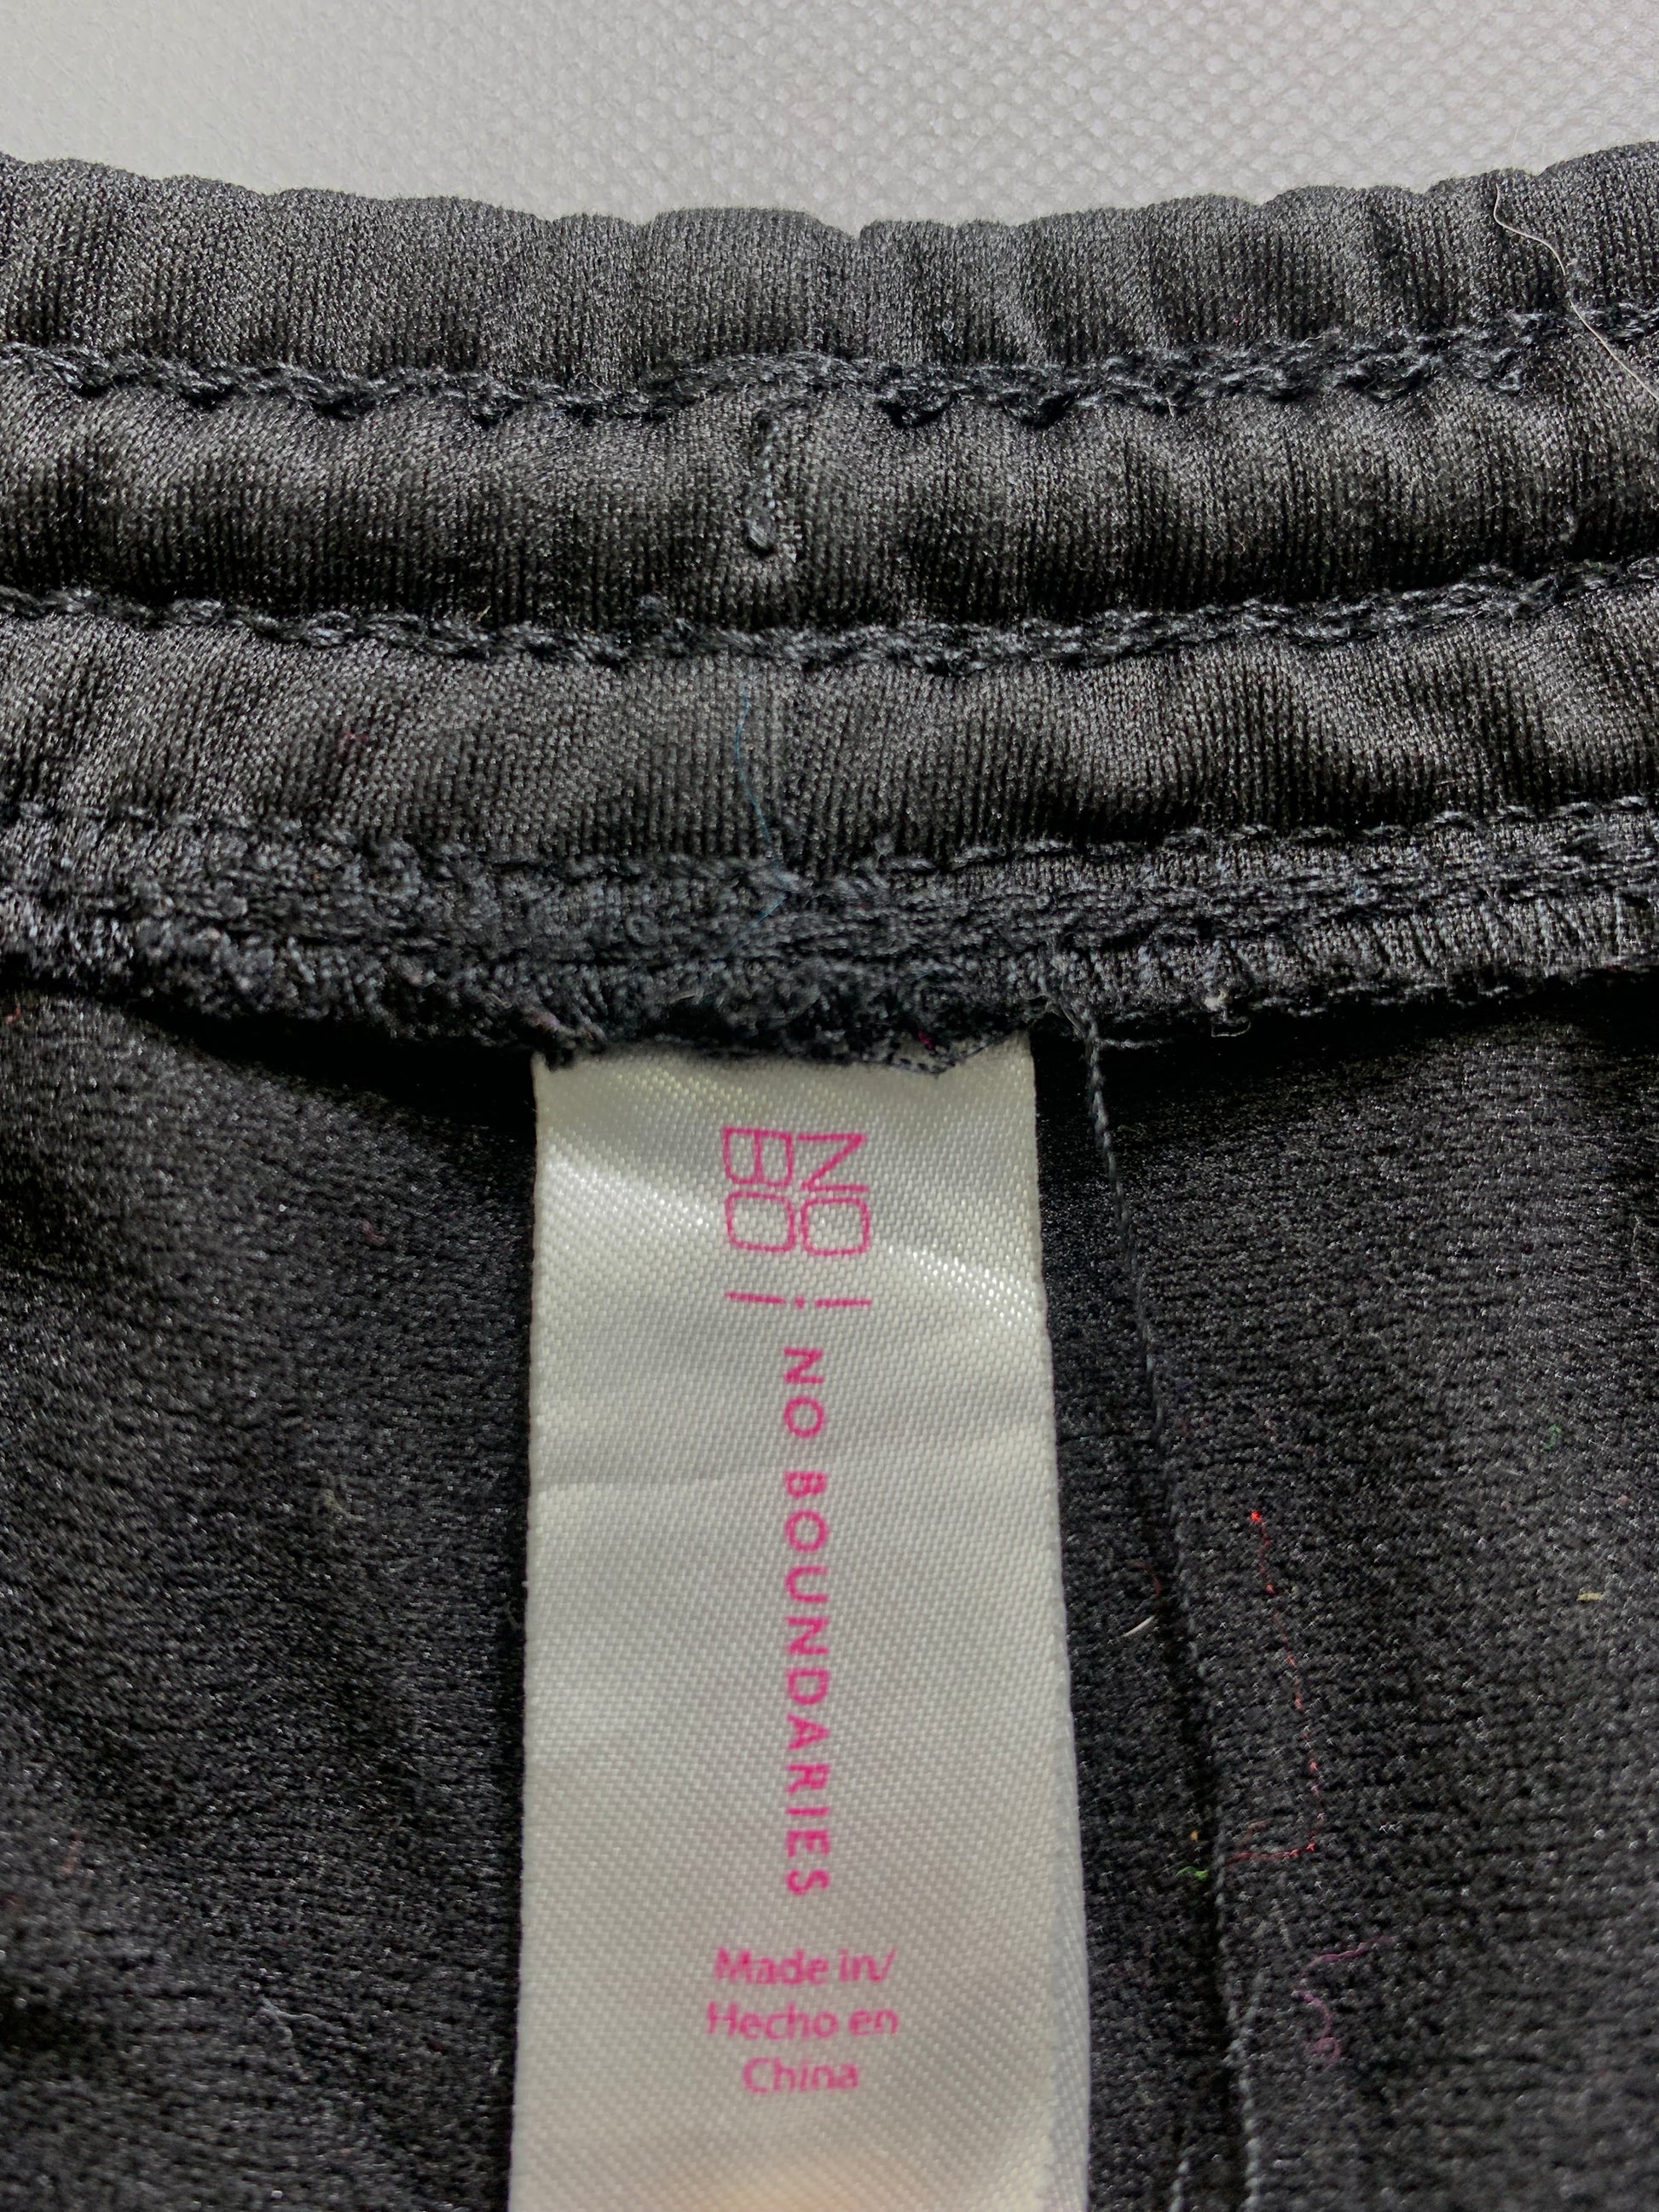 NO
BO
NO BOUNDARIES
Made in/
Hecho en
China